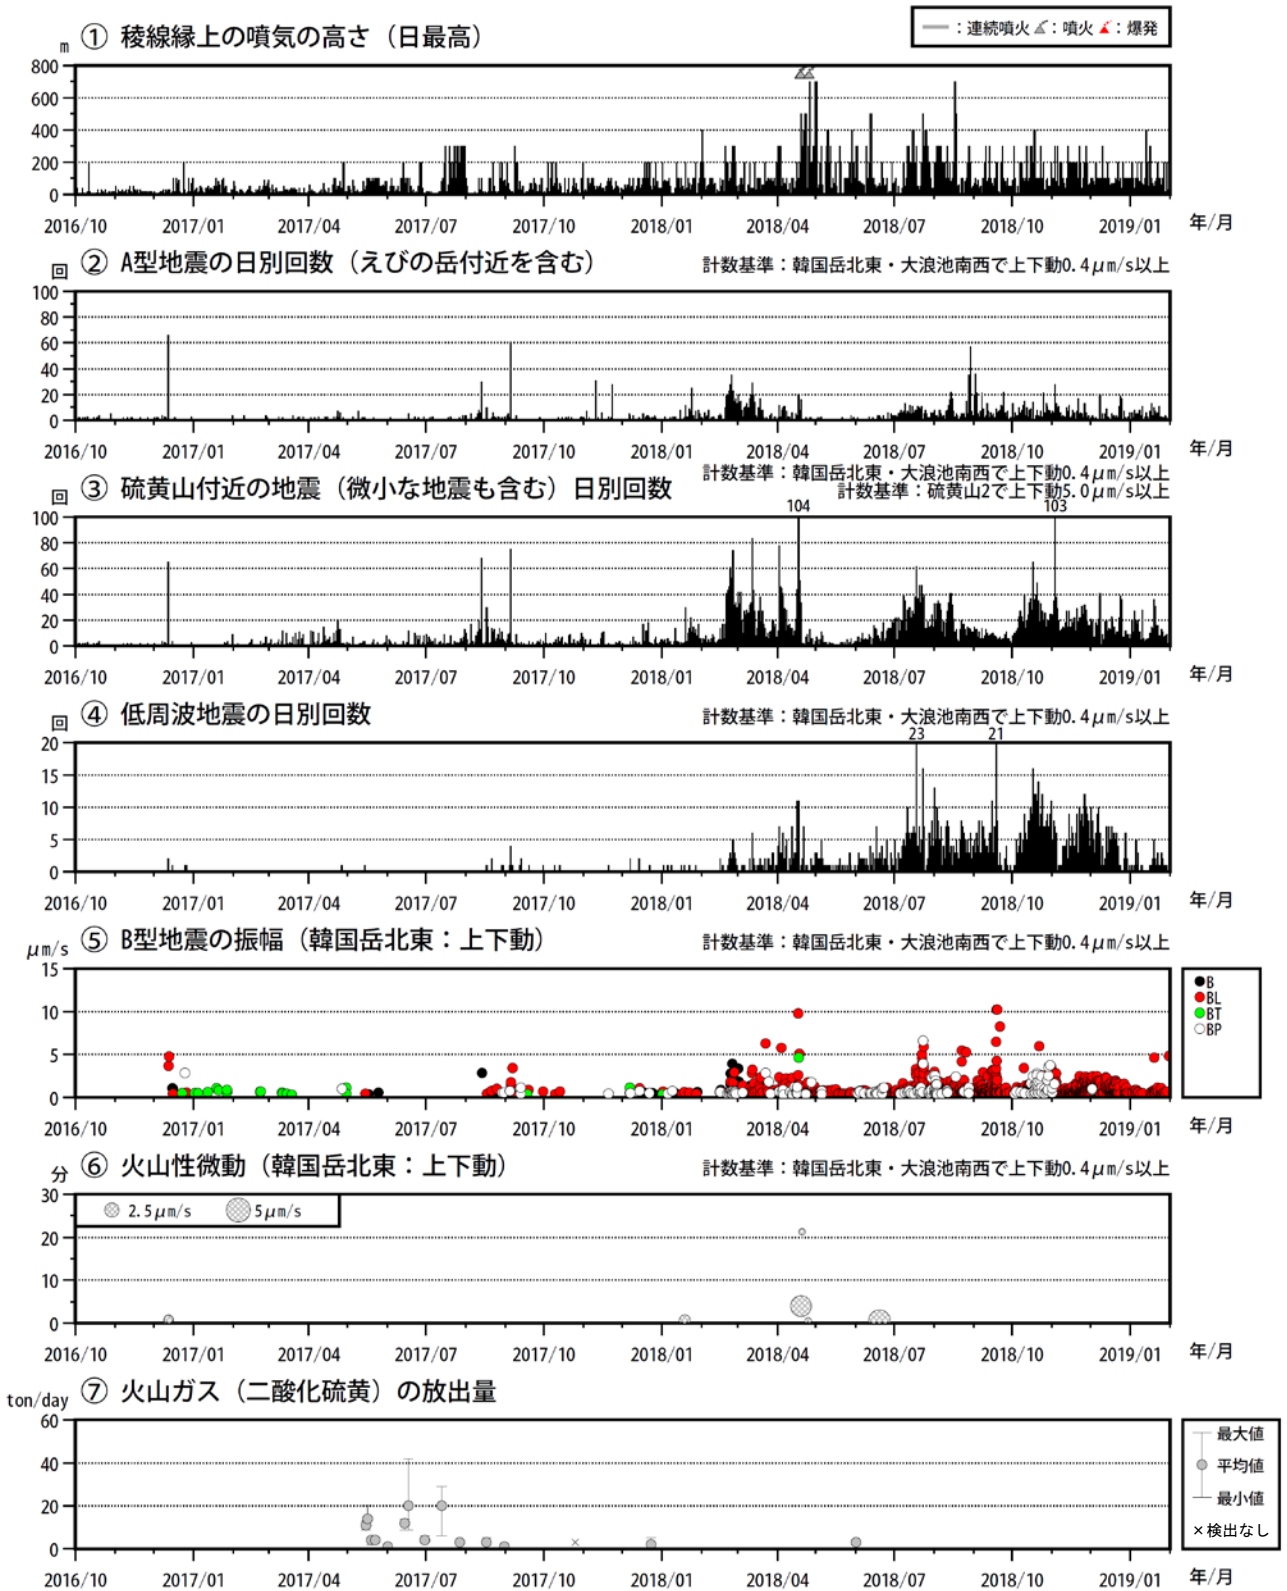 ① 稜線縁上の噴気の高さ（日最高）
━：連続噴火 ：噴火 ：爆発
m
800
600
400
200
0
2016/10 2017/01 2017/04 2017/07 2017/10 2018/01 2018/04 2018/07 2018/10 2019/01 年/月
② A型地震の日別回数（えびの岳付近を含む）
計数基準：韓国岳北東・大浪池南西で上下動0.4μm/s以上
回
100
80
60
40
20
0
2016/10 2017/01 2017/04 2017/07 2017/10 2018/01 2018/04 2018/07 2018/10 2019/01 年/月
計数基準：韓国岳北東・大浪池南西で上下動0.4μm/s以上
③ 硫黄山付近の地震（微小な地震も含む）日別回数
計数基準：硫黄山2で上下動5.0μm/s以上
回
104 103
100
80
60
40
20
0
2016/10 2017/01 2017/04 2017/07 2017/10 2018/01 2018/04 2018/07 2018/10 2019/01 年/月
④ 低周波地震の日別回数
計数基準：韓国岳北東・大浪池南西で上下動0.4μm/s以上
回
23 21
20
15
10
5
0
2016/10 2017/01 2017/04 2017/07 2017/10 2018/01 2018/04 2018/07 2018/10 2019/01 年/月
⑤ B型地震の振幅（韓国岳北東：上下動）
計数基準：韓国岳北東・大浪池南西で上下動0.4μm/s以上
μm/s
15
10
5
0
B
BL
BT
BP
2016/10 2017/01 2017/04 2017/07 2017/10 2018/01 2018/04 2018/07 2018/10 2019/01 年/月
⑥ 火山性微動（韓国岳北東：上下動）
計数基準：韓国岳北東・大浪池南西で上下動0.4μm/s以上
分
2.5μm/s 5μm/s
30
20
10
0
2016/10 2017/01 2017/04 2017/07 2017/10 2018/01 2018/04 2018/07 2018/10 2019/01 年/月
⑦ 火山ガス（二酸化硫黄）の放出量
ton/day
60
40
20
0
最大値
平均値
最小値
×検出なし
2016/10 2017/01 2017/04 2017/07 2017/10 2018/01 2018/04 2018/07 2018/10 2019/01 年/月